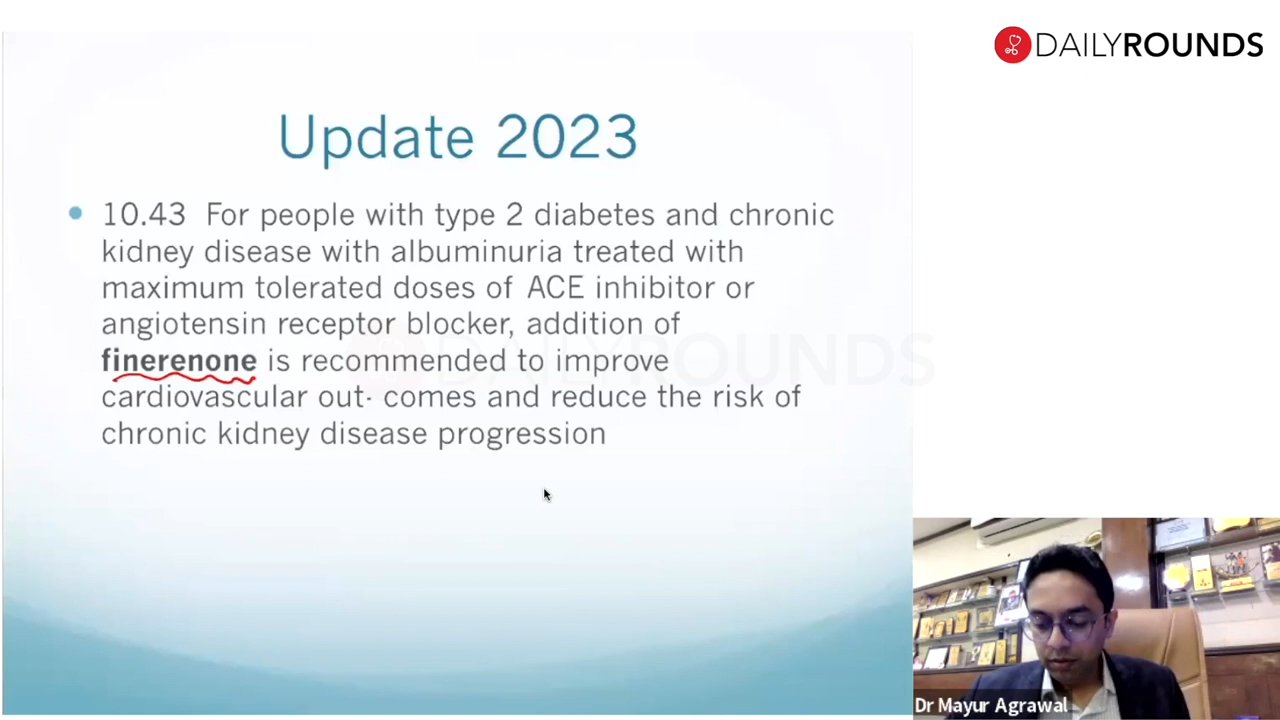 DAILYROUNDS
Update 2023
• 10.43 For people with type 2 diabetes and chronic
kidney disease with albuminuria treated with
maximum tolerated doses of ACE inhibitor or
angiotensin receptor blocker, addition of
finerenone is recommended to improve
cardiovascular out- comes and reduce the risk of
chronic kidney disease progression
DAILYROUNDS
Dr Mayur Agrawal